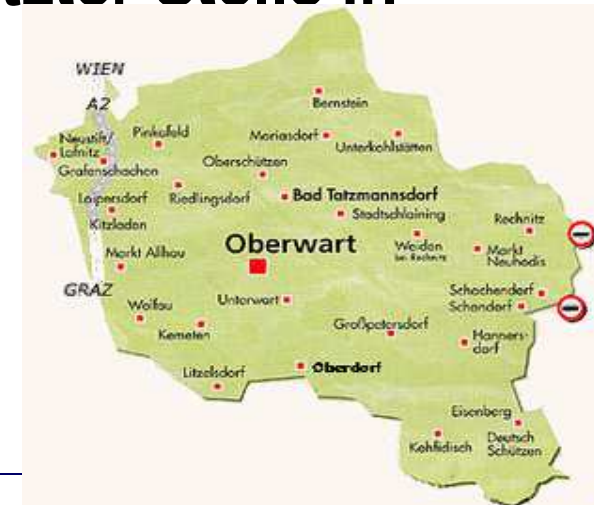 WIEN
A2
Bernstein
Neustift/
Lafnitz
Pinkafeld
Mariasdorf
Unterkohlstätten
Grafenschachen
Oberschützen
Loipersdorf
Kitzladen
Riedlingsdorf
Bad Tatzmannsdorf
Stadtschlaining
Rechnitz
Oberwart
Weiden
bei Rechnitz
Markt
Neuhodis
Markt Allhau
GRAZ
Schachendorf
Schandorf
Wolfau
Unterwart
Kemeten
Großpetersdorf
Hanners-
dorf
Litzelsdorf
Oberdorf
Eisenberg
Kohfidisch
Deutsch
Schützen